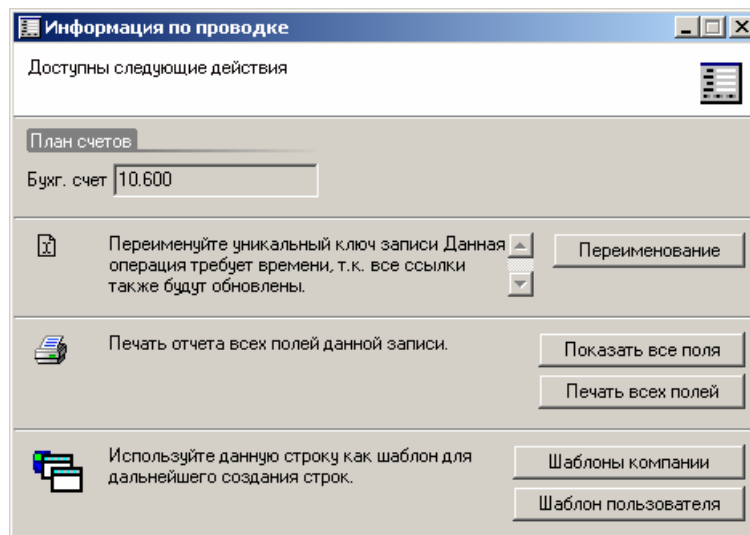 Информация по проводке
Доступны следующие действия
План счетов
Бухг. счет 10.600
Переименуйте уникальный ключ записи Данная
операция требует времени, т.к. все ссылки
также будут обновлены.
Переименование
Печать отчета всех полей данной записи.
Показать все поля
Печать всех полей
Используйте данную строку как шаблон для
дальнейшего создания строк.
Шаблоны компании
Шаблон пользователя